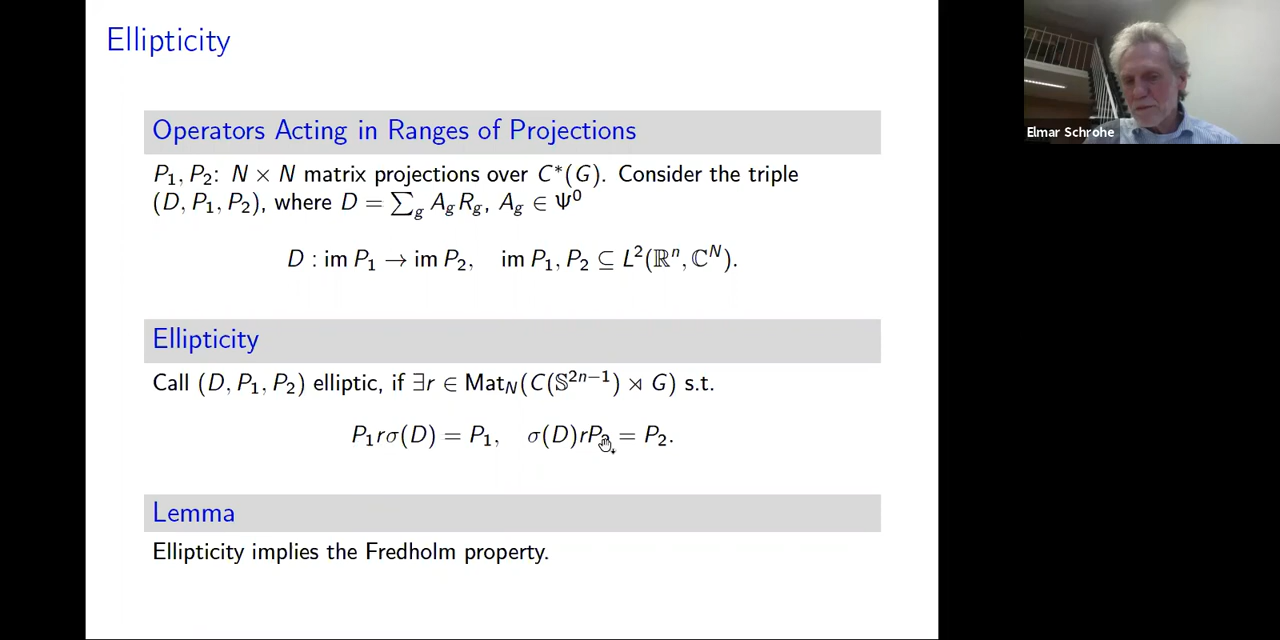 Ellipticity
Operators Acting in Ranges of Projections
P₁, P₂: N × N matrix projections over C*(G). Consider the triple
(D, P₁, P₂), where D = ∑_g A_g R_g, A_g ∈ Ψ⁰
D : im P₁ → im P₂, im P₁, P₂ ⊆ L²(ℝⁿ, ℂᴺ).
Ellipticity
Call (D, P₁, P₂) elliptic, if ∃r ∈ Mat_N(C(𝕊²ⁿ⁻¹) ⋊ G) s.t.
P₁rσ(D) = P₁, σ(D)rP₂ = P₂.
Lemma
Ellipticity implies the Fredholm property.
Elmar Schrohe